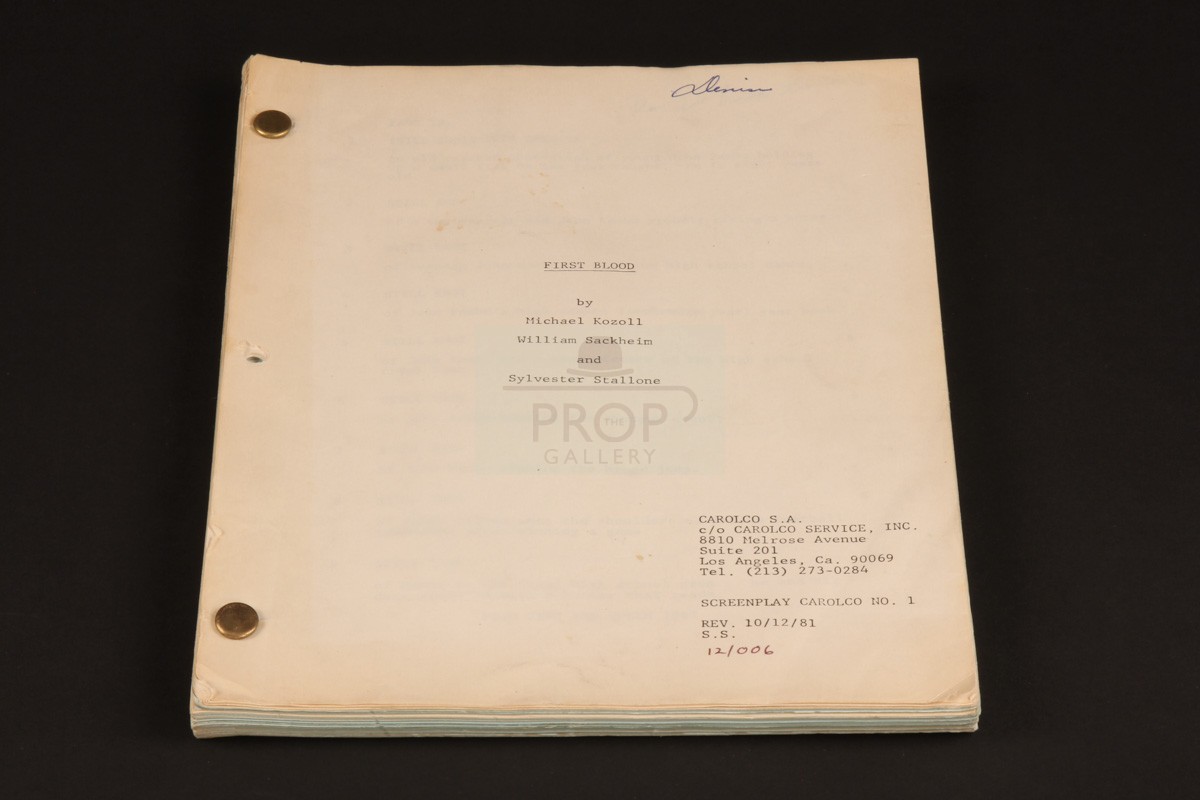 Denise
FIRST BLOOD
by
Michael Kozoll
William Sackheim
and
Sylvester Stallone
THE
PROP
GALLERY
CAROLCO S.A.
c/o CAROLCO SERVICE, INC.
8810 Melrose Avenue
Suite 201
Los Angeles, Ca. 90069
Tel. (213) 273-0284
SCREENPLAY CAROLCO NO. 1
REV. 10/12/81
S.S.
12/006